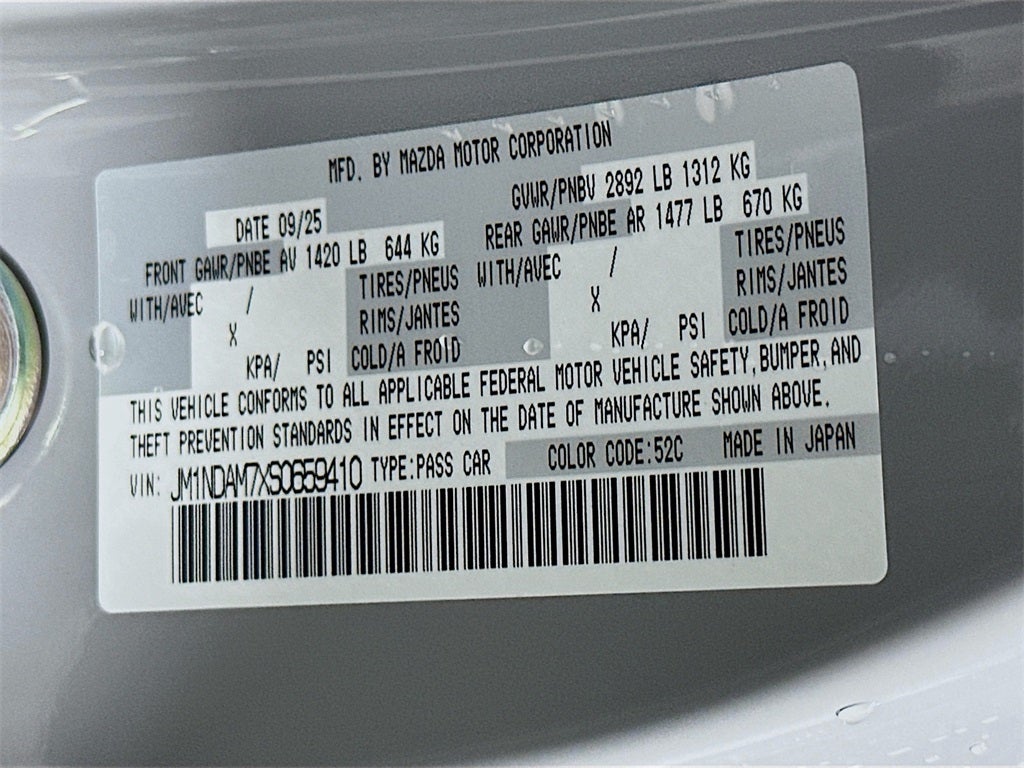 MFD. BY MAZDA MOTOR CORPORATION
DATE 09/25 GVWR/PNBV 2892 LB 1312 KG
FRONT GAWR/PNBE AV 1420 LB 644 KG REAR GAWR/PNBE AR 1477 LB 670 KG
WITH/AVEC / TIRES/PNEUS WITH/AVEC / TIRES/PNEUS
X RIMS/JANTES X RIMS/JANTES
KPA/ PSI COLD/A FROID KPA/ PSI COLD/A FROID
THIS VEHICLE CONFORMS TO ALL APPLICABLE FEDERAL MOTOR VEHICLE SAFETY, BUMPER, AND
THEFT PREVENTION STANDARDS IN EFFECT ON THE DATE OF MANUFACTURE SHOWN ABOVE.
VIN: JM1NDAM7XS0659410 TYPE:PASS CAR COLOR CODE:52C MADE IN JAPAN